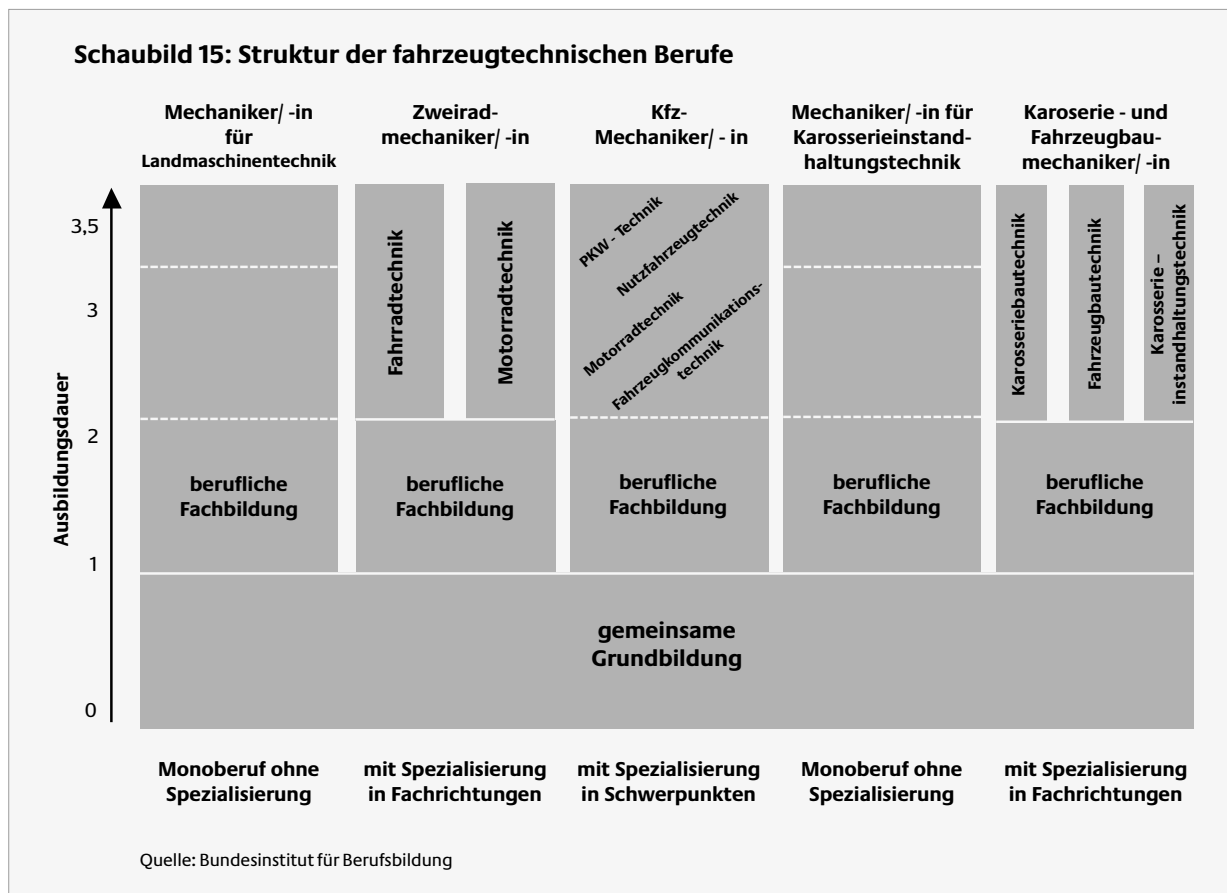 Schaubild 15: Struktur der fahrzeugtechnischen Berufe
Mechaniker/ -in
für
Landmaschinentechnik
Zweirad-
mechaniker/ -in
Kfz-
Mechaniker/ - in
Mechaniker/ -in für
Karosserieinstand-
haltungstechnik
Karoserie - und
Fahrzeugbau-
mechaniker/ -in
Ausbildungsdauer
3,5
3
2
1
0
Fahrradtechnik
Motorradtechnik
PKW - Technik
Nutzfahrzeugtechnik
Motorradtechnik
Fahrzeugkommunikations-
technik
Karosseriebautechnik
Fahrzeugbautechnik
Karosserie –
instandhaltungstechnik
berufliche
Fachbildung
berufliche
Fachbildung
berufliche
Fachbildung
berufliche
Fachbildung
berufliche
Fachbildung
gemeinsame
Grundbildung
Monoberuf ohne
Spezialisierung
mit Spezialisierung
in Fachrichtungen
mit Spezialisierung
in Schwerpunkten
Monoberuf ohne
Spezialisierung
mit Spezialisierung
in Fachrichtungen
Quelle: Bundesinstitut für Berufsbildung